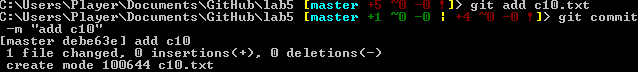 C:\Users\Player\Documents\GitHub\lab5 [master +5 ~0 -0 !]> git add c10.txt
C:\Users\Player\Documents\GitHub\lab5 [master +1 ~0 -0 | +4 ~0 -0 !]> git commit
-m "add c10"
[master debe63e] add c10
1 file changed, 0 insertions(+), 0 deletions(-)
create mode 100644 c10.txt